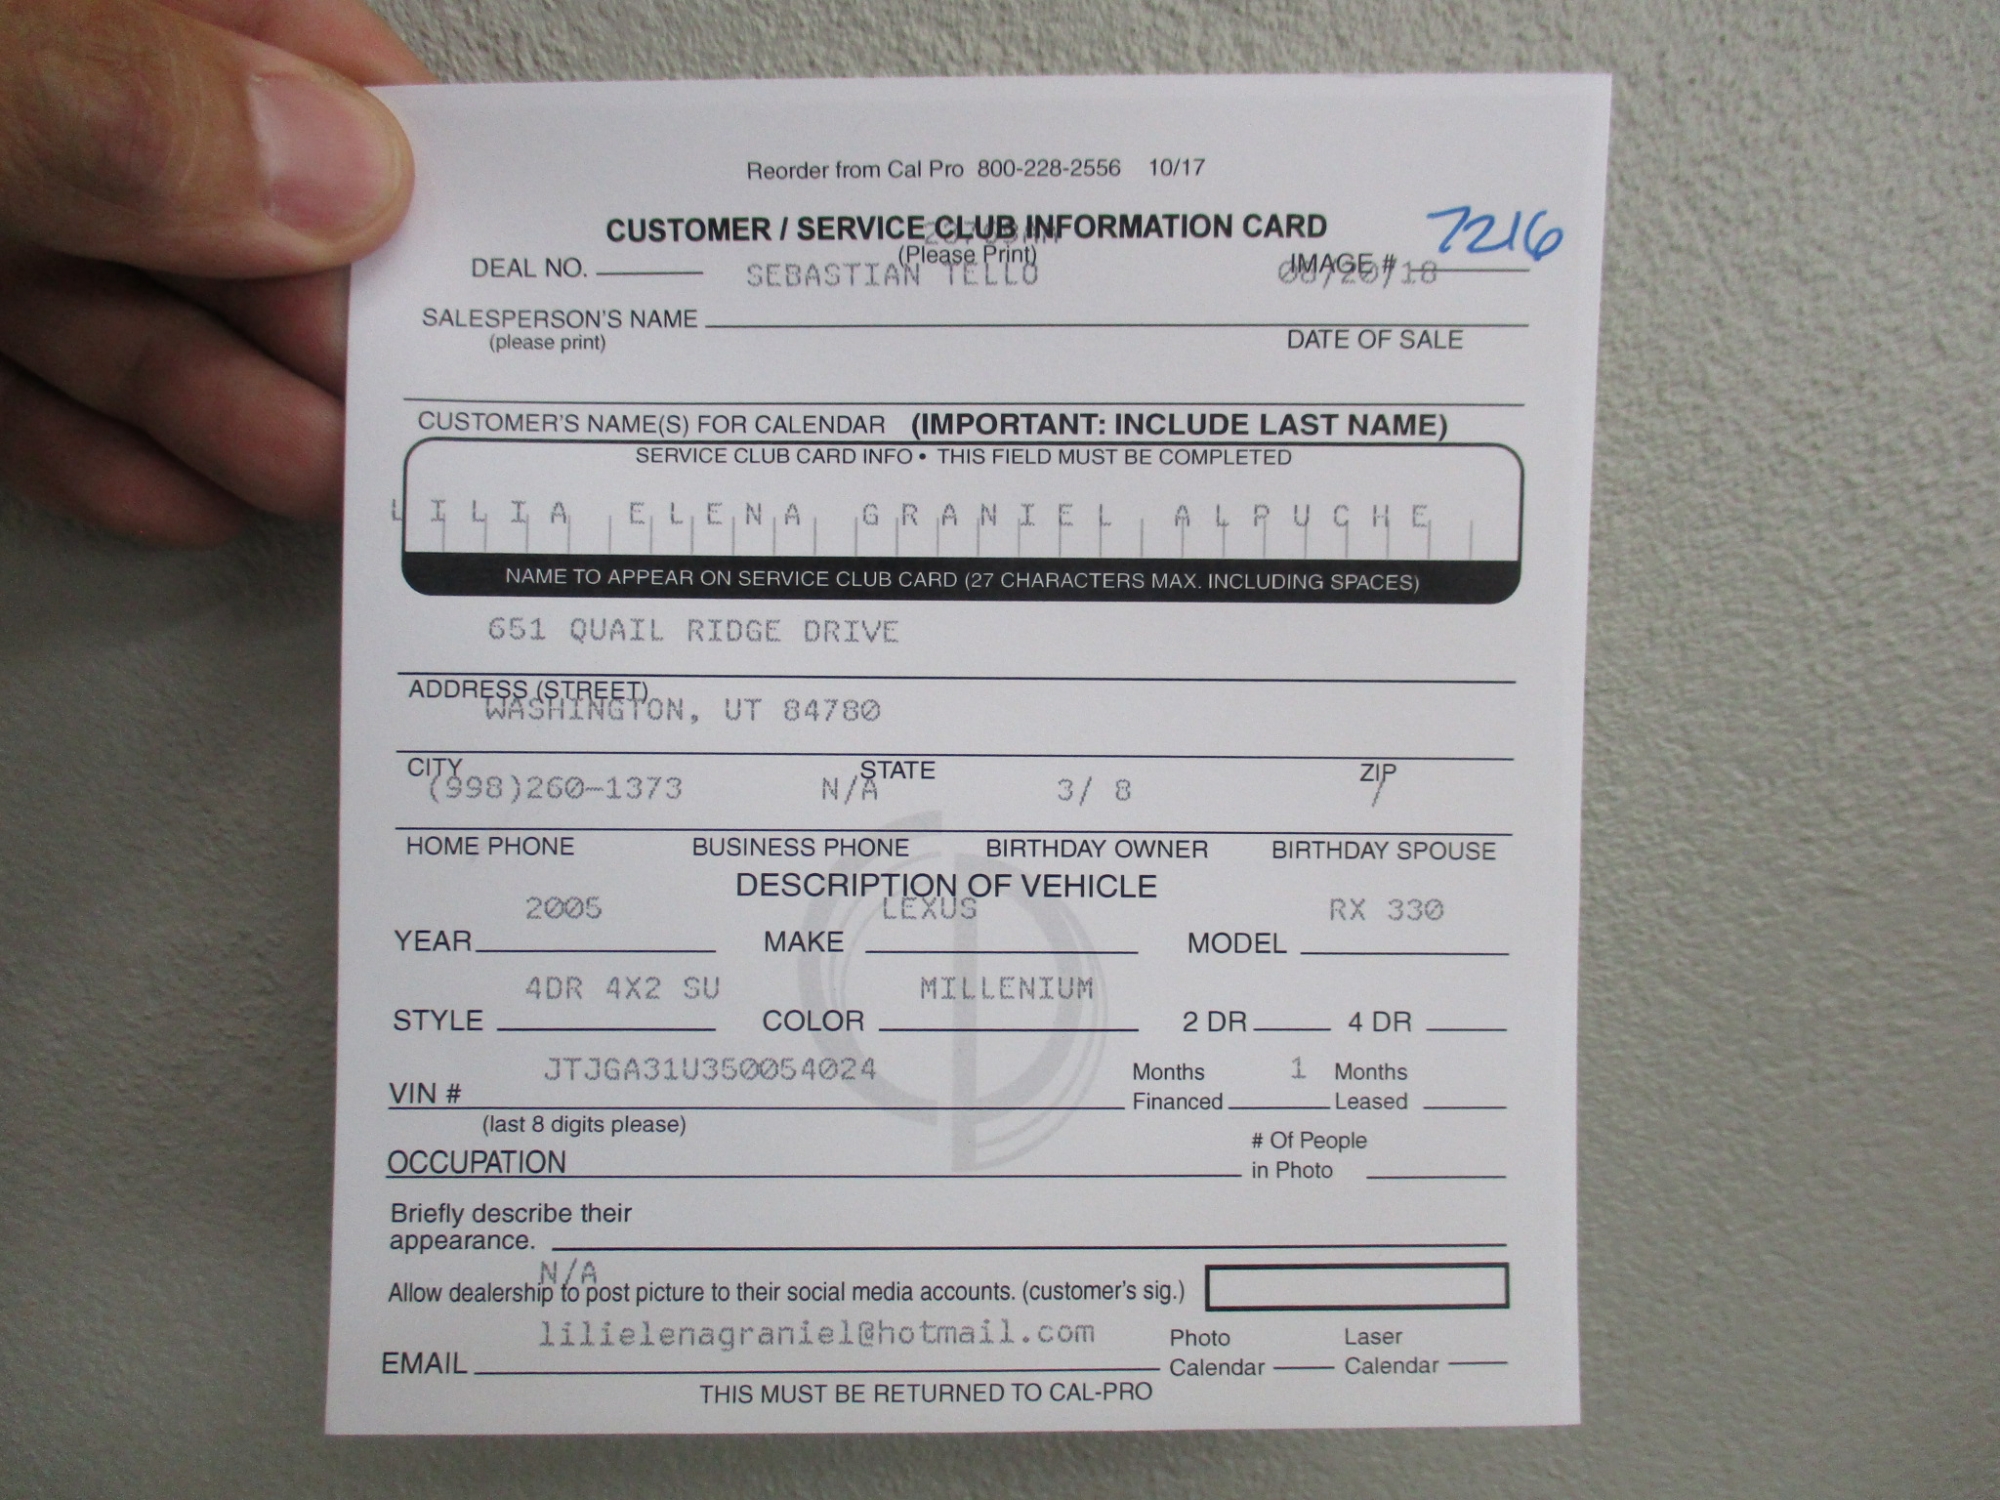 Reorder from Cal Pro 800-228-2556 10/17
CUSTOMER / SERVICE CLUB INFORMATION CARD 7216
(Please Print)
DEAL NO. IMAGE #
SEBASTIAN TELLO 08/20/18
SALESPERSON'S NAME
(please print) DATE OF SALE
CUSTOMER'S NAME(S) FOR CALENDAR (IMPORTANT: INCLUDE LAST NAME)
SERVICE CLUB CARD INFO • THIS FIELD MUST BE COMPLETED
LILIA ELENA GRANIEL ALPUCHE
NAME TO APPEAR ON SERVICE CLUB CARD (27 CHARACTERS MAX. INCLUDING SPACES)
651 QUAIL RIDGE DRIVE
ADDRESS (STREET)
WASHINGTON, UT 84780
CITY STATE ZIP
(998)260-1373 N/A 3/ 8 /
HOME PHONE BUSINESS PHONE BIRTHDAY OWNER BIRTHDAY SPOUSE
DESCRIPTION OF VEHICLE
2005 LEXUS RX 330
YEAR MAKE MODEL
4DR 4X2 SU MILLENIUM
STYLE COLOR 2 DR 4 DR
JTJGA31U350054024 Months 1 Months
VIN # Financed Leased
(last 8 digits please)
# Of People
OCCUPATION in Photo
Briefly describe their
appearance.
N/A
Allow dealership to post picture to their social media accounts. (customer's sig.)
lilielenagraniel@hotmail.com Photo Laser
EMAIL Calendar Calendar
THIS MUST BE RETURNED TO CAL-PRO